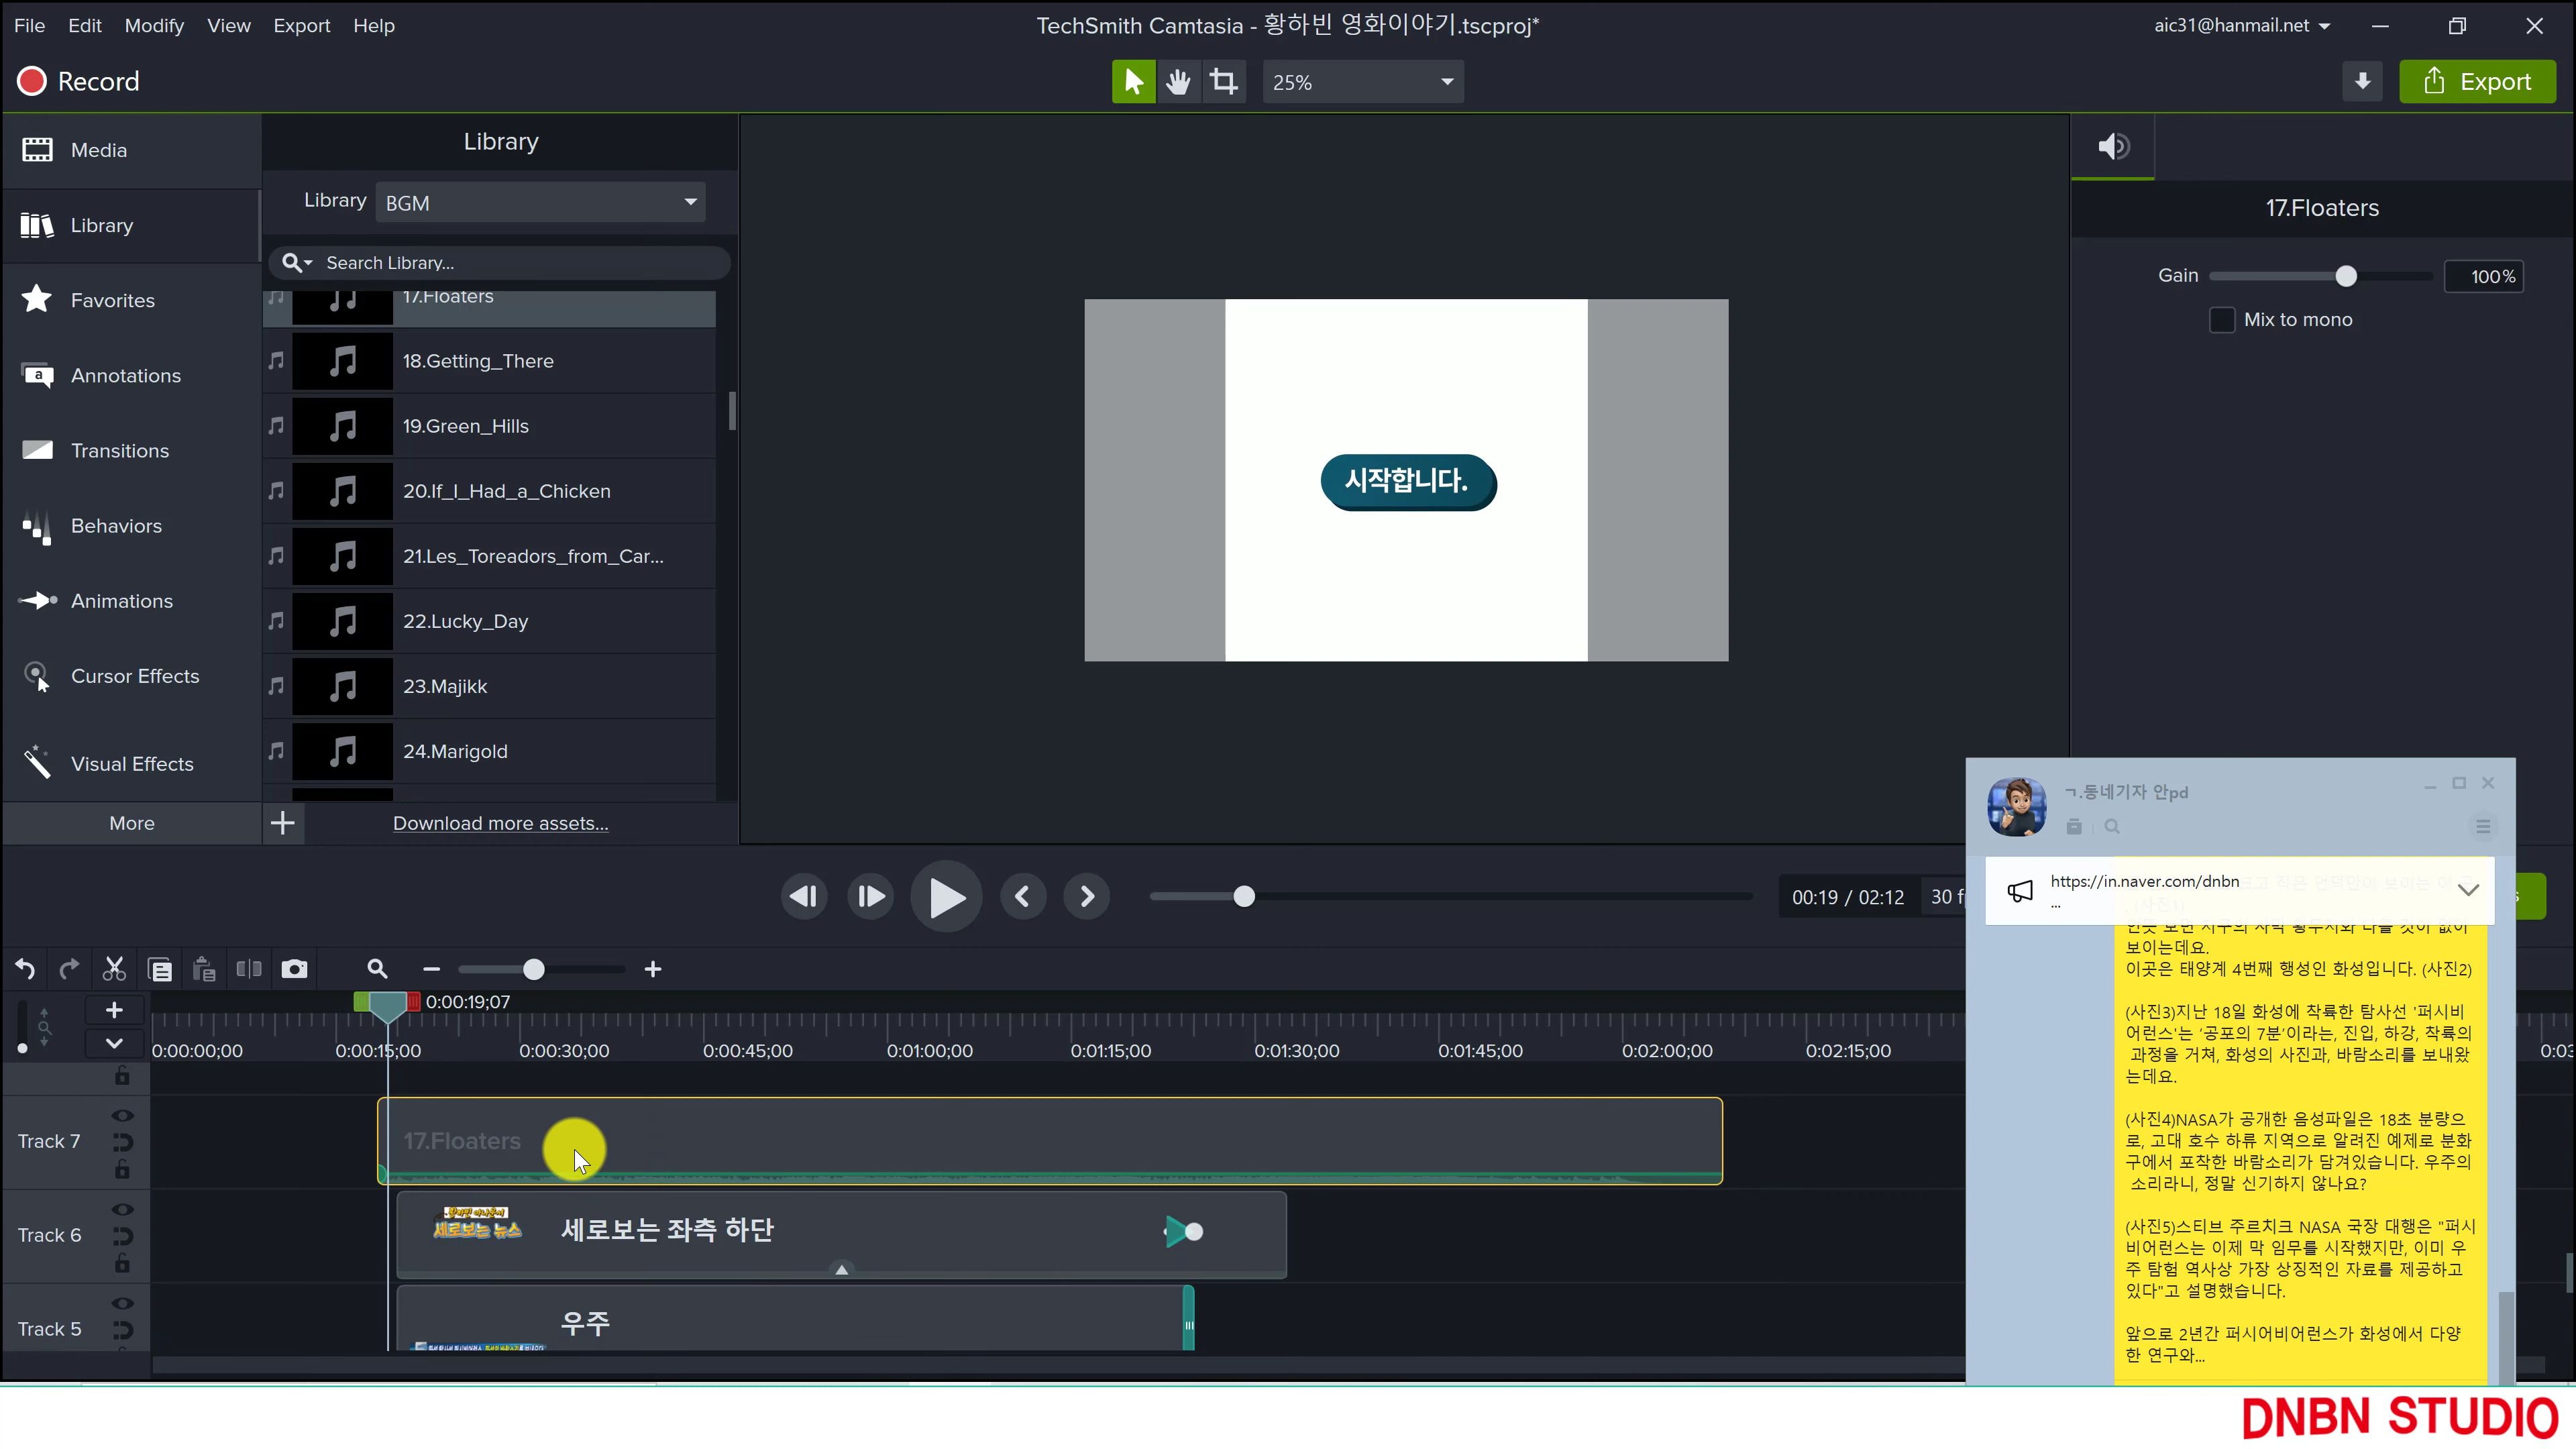 File Edit Modify View Export Help
TechSmith Camtasia - 황하빈 영화이야기.tscproj*
aic31@hanmail.net
Record
25%
Export
Media
Library
Favorites
Annotations
Transitions
Behaviors
Animations
Cursor Effects
Visual Effects
More
Library
Library BGM
Search Library...
17.Floaters
18.Getting_There
19.Green_Hills
20.If_I_Had_a_Chicken
21.Les_Toreadors_from_Car...
22.Lucky_Day
23.Majikk
24.Marigold
Download more assets...
시작합니다.
17.Floaters
Gain 100%
Mix to mono
00:19 / 02:12 30
ㄱ.동네기자 안pd
https://in.naver.com/dnbn
...
보이는데요.
이곳은 태양계 4번째 행성인 화성입니다. (사진2)
(사진3)지난 18일 화성에 착륙한 탐사선 '퍼시비
어런스'는 '공포의 7분'이라는, 진입, 하강, 착륙의
과정을 거쳐, 화성의 사진과, 바람소리를 보내왔
는데요.
(사진4)NASA가 공개한 음성파일은 18초 분량으
로, 고대 호수 하류 지역으로 알려진 예제로 분화
구에서 포착한 바람소리가 담겨있습니다. 우주의
소리라니, 정말 신기하지 않나요?
(사진5)스티브 주르치크 NASA 국장 대행은 "퍼시
비어런스는 이제 막 임무를 시작했지만, 이미 우
주 탐험 역사상 가장 상징적인 자료를 제공하고
있다"고 설명했습니다.
앞으로 2년간 퍼시어비어런스가 화성에서 다양
한 연구와...
0:00:19;07
0:00:00;00 0:00:15;00 0:00:30;00 0:00:45;00 0:01:00;00 0:01:15;00 0:01:30;00 0:01:45;00 0:02:00;00 0:02:15;00
Track 7
17.Floaters
Track 6
세로보는 뉴스
세로보는 좌측 하단
Track 5
우주
DNBN STUDIO